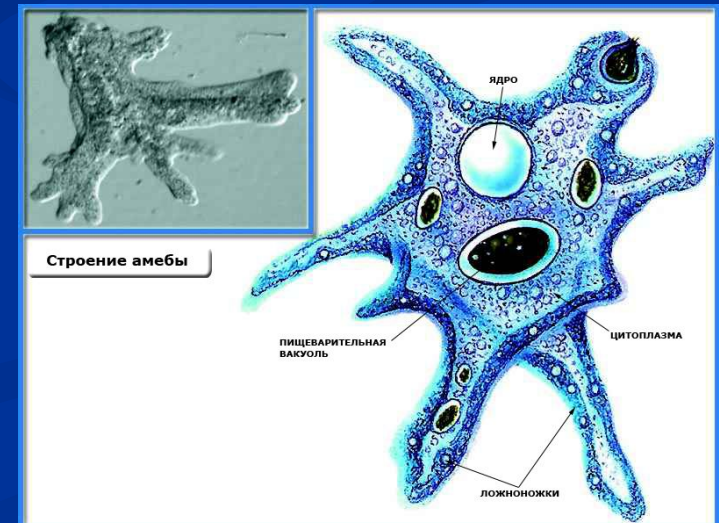 ЯДРО
Строение амебы
ПИЩЕВАРИТЕЛЬНАЯ
ВАКУОЛЬ
ЦИТОПЛАЗМА
ЛОЖНОНОЖКИ